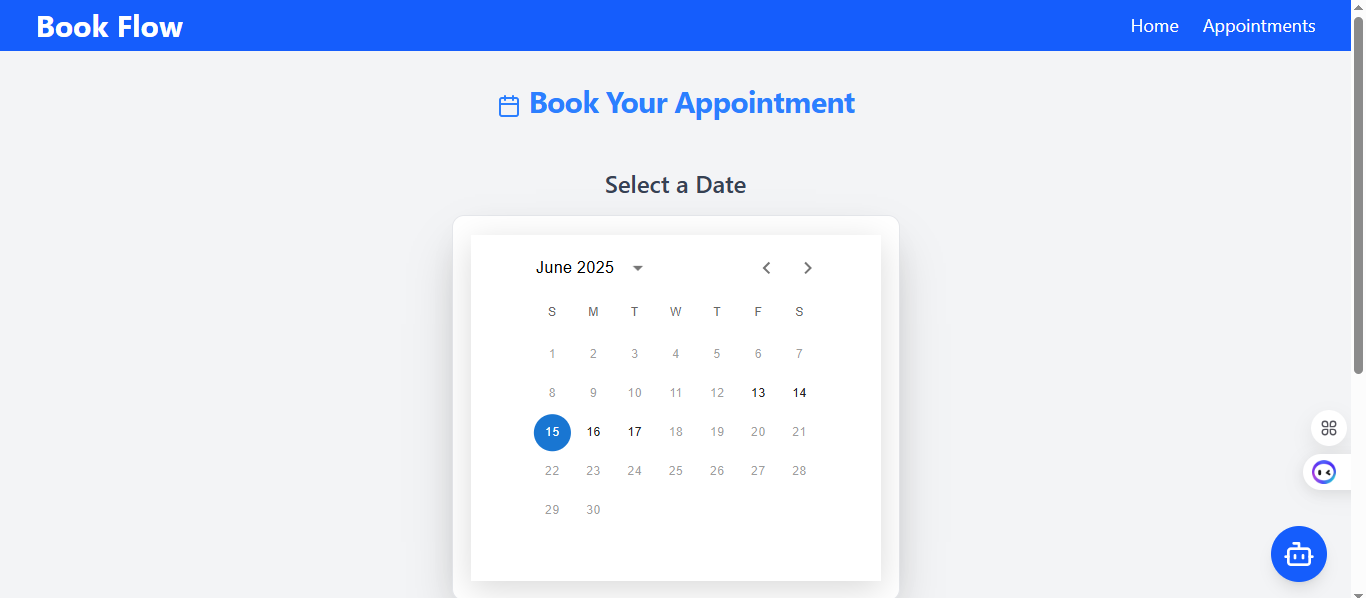 Book Flow Home Appointments
Book Your Appointment
Select a Date
June 2025
S M T W T F S
1 2 3 4 5 6 7
8 9 10 11 12 13 14
15 16 17 18 19 20 21
22 23 24 25 26 27 28
29 30